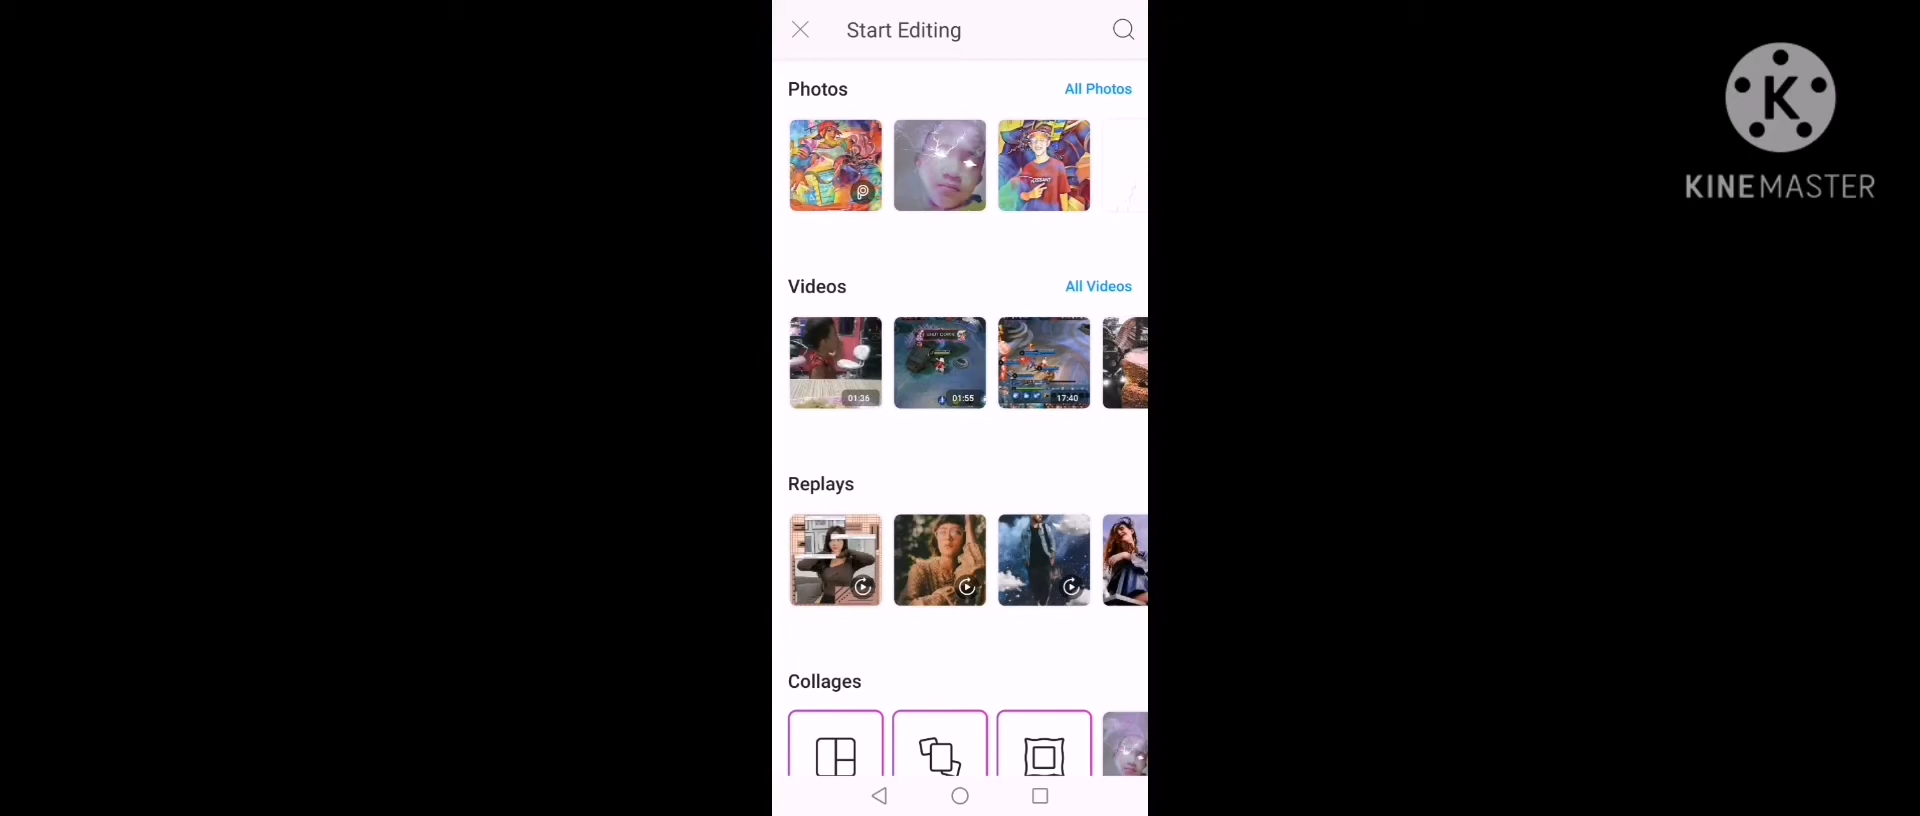 Start Editing
Photos
All Photos
Videos
All Videos
01:36
01:55
17:40
Replays
Collages
KINEMASTER